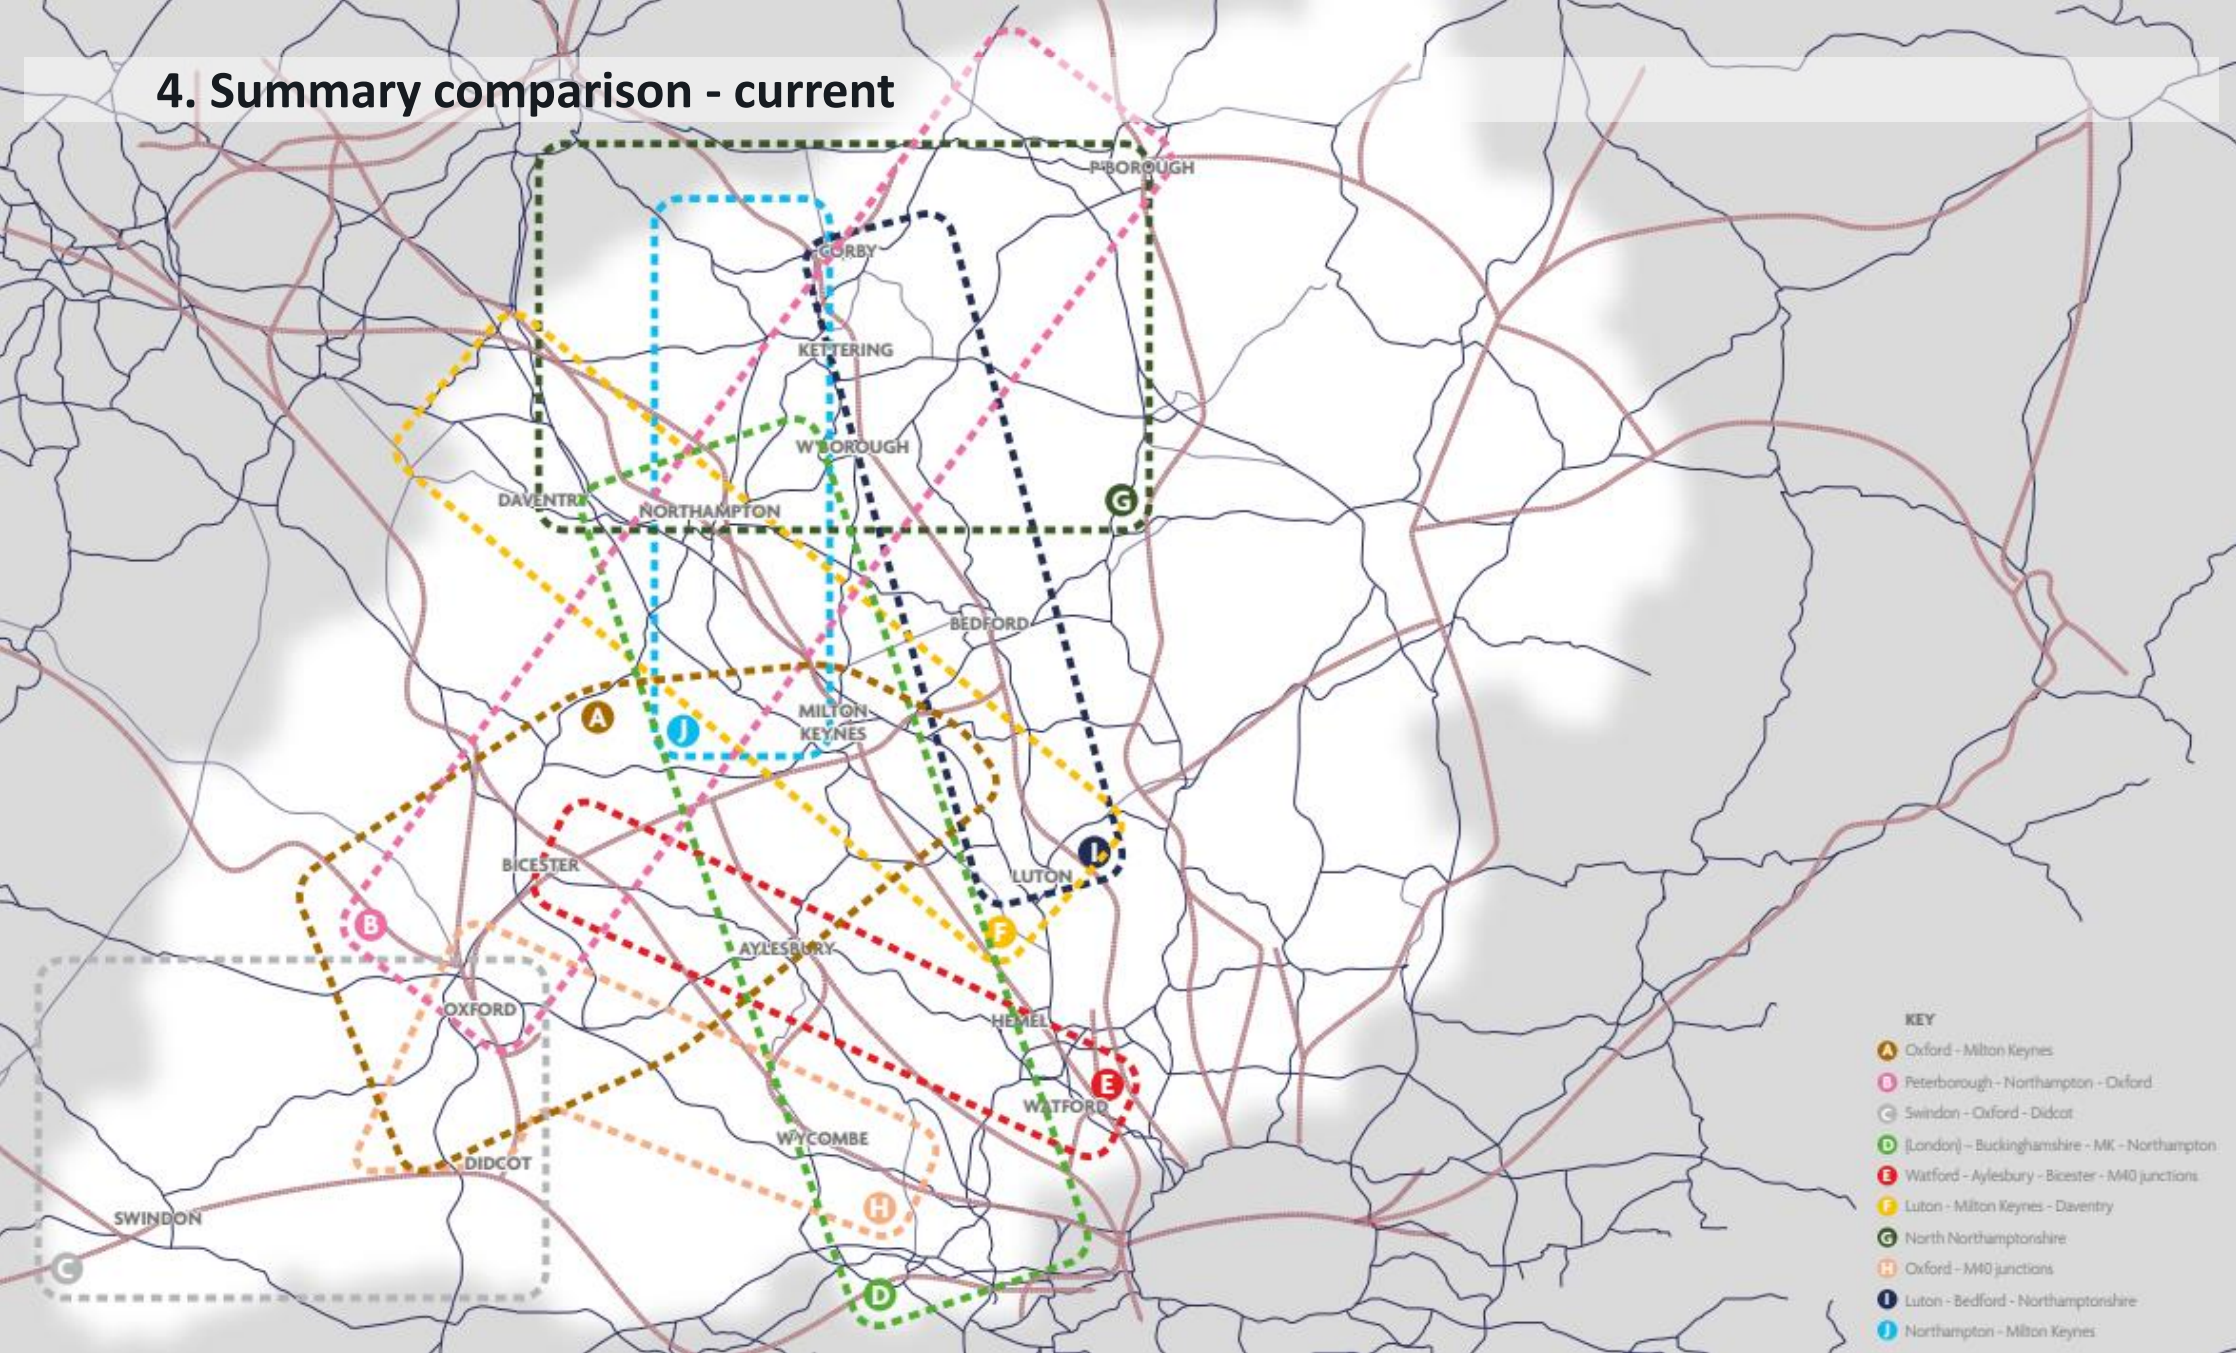 4. Summary comparison - current
P'BOROUGH
CORBY
KETTERING
W'BOROUGH
DAVENTRY
NORTHAMPTON
G
BEDFORD
A
J
MILTON
KEYNES
I
BICESTER
LUTON
B
F
AYLESBURY
OXFORD
HEMEL
E
WATFORD
WYCOMBE
DIDCOT
H
SWINDON
C
D
KEY
A Oxford - Milton Keynes
B Peterborough - Northampton - Oxford
C Swindon - Oxford - Didcot
D (London) – Buckinghamshire - MK - Northampton
E Watford - Aylesbury - Bicester - M40 junctions
F Luton - Milton Keynes - Daventry
G North Northamptonshire
H Oxford - M40 junctions
I Luton - Bedford - Northamptonshire
J Northampton - Milton Keynes